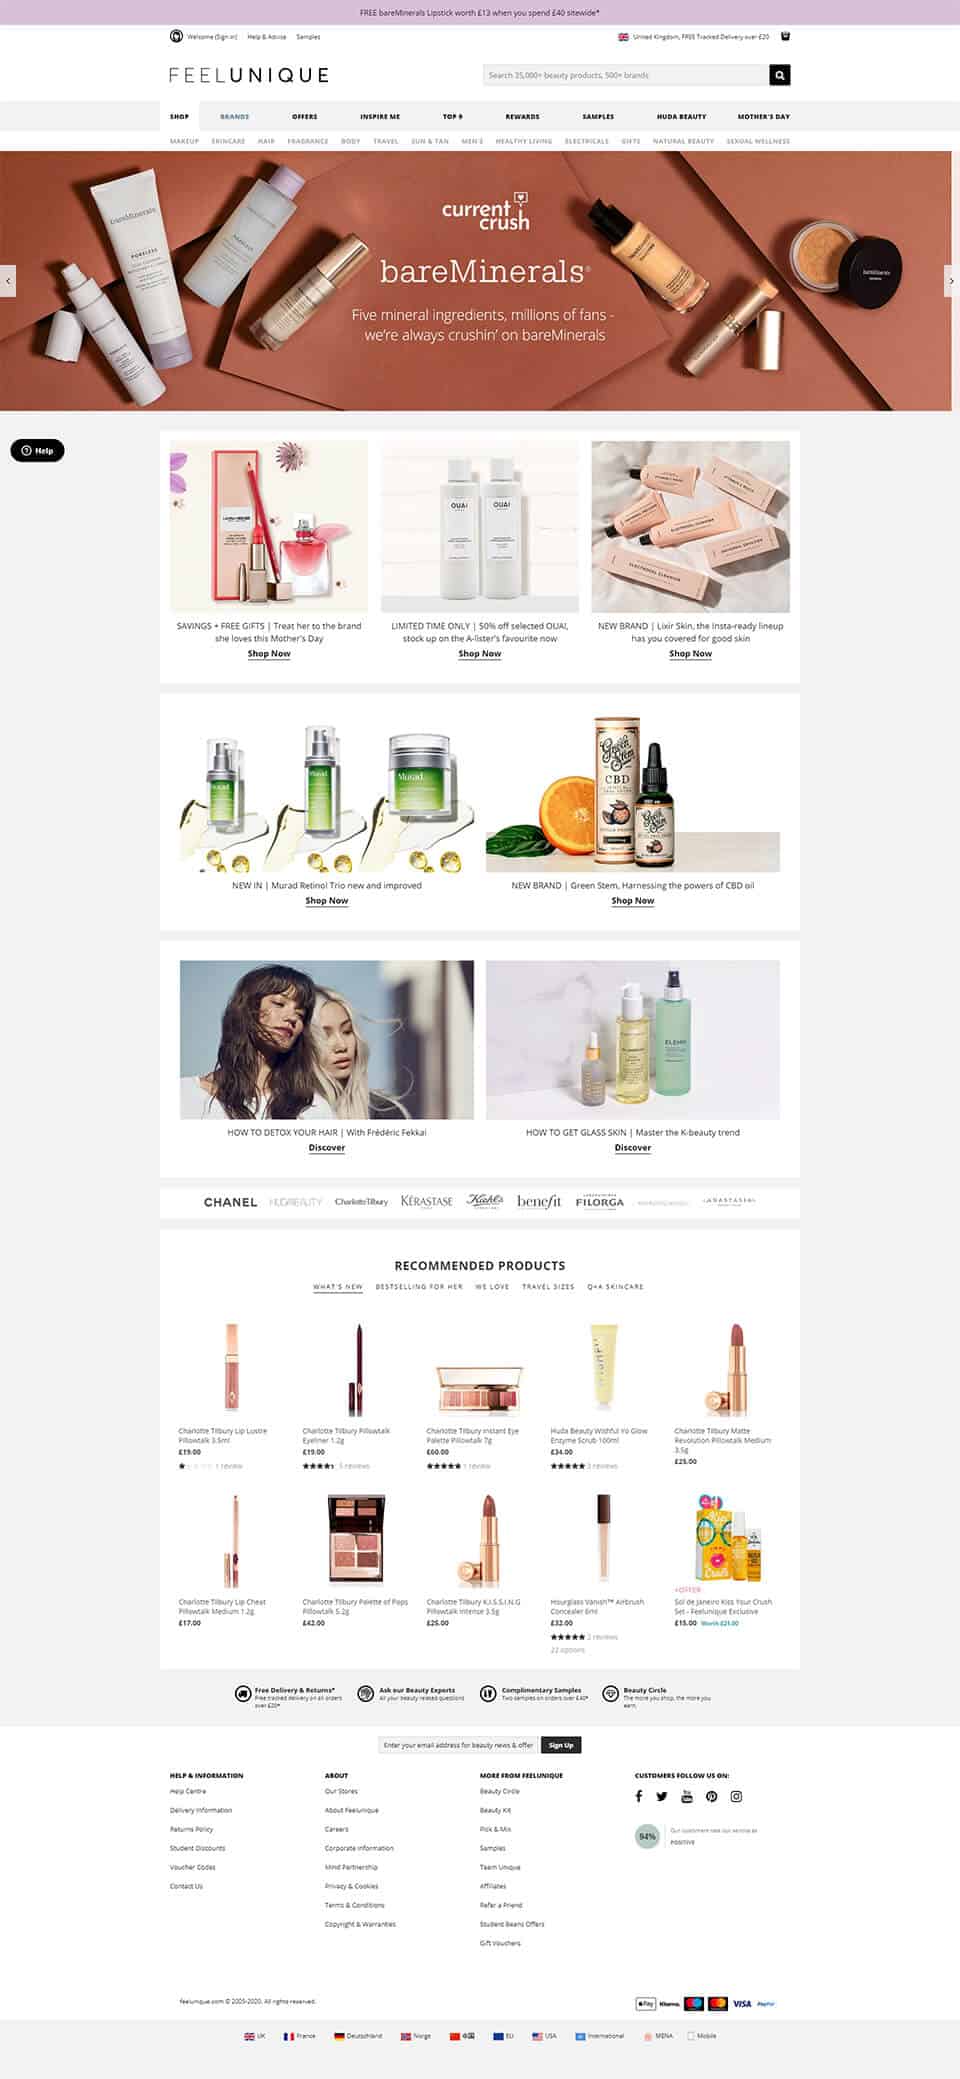 FREE bareMinerals Lipstick worth £13 when you spend £40 sitewide*
Welcome (Sign in) Help & Advice Samples
United Kingdom, FREE Tracked Delivery over £20
FEELUNIQUE
Search 35,000+ beauty products, 500+ brands
SHOP BRANDS OFFERS INSPIRE ME TOP 9 REWARDS SAMPLES HUDA BEAUTY MOTHER'S DAY
MAKEUP SKINCARE HAIR FRAGRANCE BODY TRAVEL SUN & TAN MEN'S HEALTHY LIVING ELECTRICALS GIFTS NATURAL BEAUTY SEXUAL WELLNESS
current
crush
bareMinerals®
Five mineral ingredients, millions of fans -
we're always crushin' on bareMinerals
bareMinerals
PORELESS
Help
OUAI
OUAI
ELECTROGEL CLEANSER
SAVINGS + FREE GIFTS | Treat her to the brand
she loves this Mother's Day
Shop Now
LIMITED TIME ONLY | 50% off selected OUAI,
stock up on the A-lister's favourite now
Shop Now
NEW BRAND | Lixir Skin, the Insta-ready lineup
has you covered for good skin
Shop Now
Murad.
Murad.
Murad.
Green Stem
CBD
Green Stem
NEW IN | Murad Retinol Trio new and improved
Shop Now
NEW BRAND | Green Stem, Harnessing the powers of CBD oil
Shop Now
ELEMIS
HOW TO DETOX YOUR HAIR | With Frédéric Fekkai
Discover
HOW TO GET GLASS SKIN | Master the K-beauty trend
Discover
CHANEL HUDABEAUTY CharlotteTilbury KÉRASTASE Kiehl's benefit FILORGA ANASTASIA
RECOMMENDED PRODUCTS
WHAT'S NEW BESTSELLING FOR HER WE LOVE TRAVEL SIZES Q+A SKINCARE
Charlotte Tilbury Lip Lustre
Pillowtalk 3.5ml
£19.00
1 review
Charlotte Tilbury Pillowtalk
Eyeliner 1.2g
£19.00
5 reviews
Charlotte Tilbury Instant Eye
Palette Pillowtalk 7g
£60.00
1 review
Huda Beauty Wishful Yo Glow
Enzyme Scrub 100ml
£34.00
3 reviews
Charlotte Tilbury Matte
Revolution Pillowtalk Medium
3.5g
£25.00
Charlotte Tilbury Lip Cheat
Pillowtalk Medium 1.2g
£17.00
Charlotte Tilbury Palette of Pops
Pillowtalk 5.2g
£42.00
Charlotte Tilbury K.I.S.S.I.N.G
Pillowtalk Intense 3.5g
£25.00
Hourglass Vanish™ Airbrush
Concealer 6ml
£32.00
2 reviews
22 options
+OFFER
Sol de Janeiro Kiss Your Crush
Set - Feelunique Exclusive
£15.00 Worth £21.00
Free Delivery & Returns*
Free tracked delivery on all orders
over £20*
Ask our Beauty Experts
All your beauty related questions
Complimentary Samples
Two samples on orders over £40*
Beauty Circle
The more you shop, the more you
earn.
Enter your email address for beauty news & offer
Sign Up
HELP & INFORMATION
Help Centre
Delivery Information
Returns Policy
Student Discounts
Voucher Codes
Contact Us
ABOUT
Our Stores
About Feelunique
Careers
Corporate Information
Mind Partnership
Privacy & Cookies
Terms & Conditions
Copyright & Warranties
MORE FROM FEELUNIQUE
Beauty Circle
Beauty Kit
Pick & Mix
Samples
Team Unique
Affiliates
Refer a Friend
Student Beans Offers
Gift Vouchers
CUSTOMERS FOLLOW US ON:
94%
Our customers rate our service as
POSITIVE
feelunique.com © 2005-2020. All rights reserved.
Pay Klarna. VISA PayPal
UK France Deutschland Norge 中国 EU USA International MENA Mobile